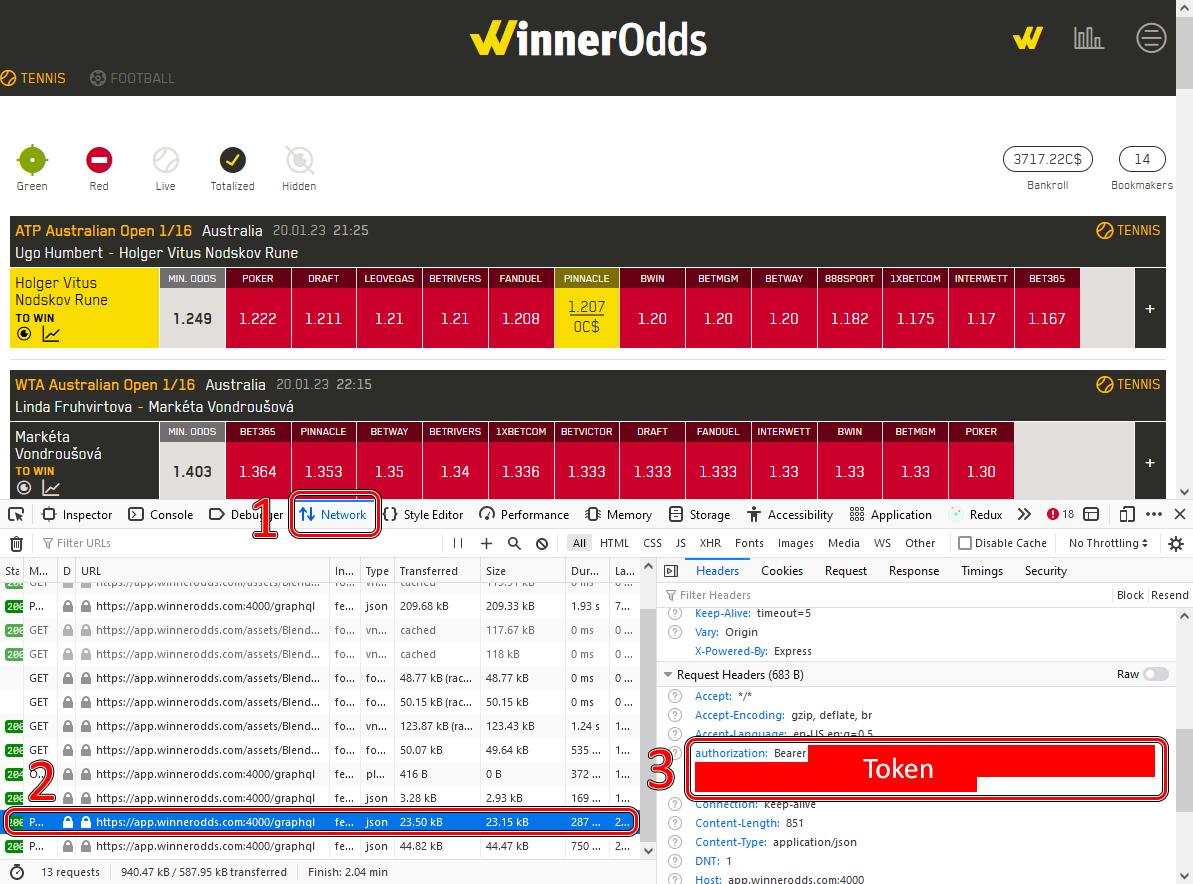 WinnerOdds
TENNIS FOOTBALL
Green Red Live Totalized Hidden
3717.22C$ 14
Bankroll Bookmakers
ATP Australian Open 1/16 Australia 20.01.23 21:25 TENNIS
Ugo Humbert - Holger Vitus Nodskov Rune
Holger Vitus
Nodskov Rune
TO WIN
MIN. ODDS POKER DRAFT LEOVEGAS BETRIVERS FANDUEL PINNACLE BWIN BETMGM BETWAY 888SPORT 1XBETCOM INTERWETT BET365
1.249 1.222 1.211 1.21 1.21 1.208 1.207 1.20 1.20 1.20 1.182 1.175 1.17 1.167 +
0C$
WTA Australian Open 1/16 Australia 20.01.23 22:15 TENNIS
Linda Fruhvirtova - Markéta Vondroušová
Markéta
Vondroušová
TO WIN
MIN. ODDS BET365 PINNACLE BETWAY BETRIVERS 1XBETCOM BETVICTOR DRAFT FANDUEL INTERWETT BWIN BETMGM POKER
1.403 1.364 1.353 1.35 1.34 1.336 1.333 1.333 1.333 1.33 1.33 1.33 1.30 +
1
Inspector Console Debugger Network Style Editor Performance Memory Storage Accessibility Application Redux 18
Filter URLs All HTML CSS JS XHR Fonts Images Media WS Other Disable Cache No Throttling
Sta M... D URL In... Type Transferred Size Dur... La...
200 P... https://app.winnerodds.com:4000/graphql fe... json 209.68 kB 209.33 kB 1.93 s 7...
200 GET https://app.winnerodds.com/assets/Blend... fo... vn... cached 117.67 kB 0 ms 0 ...
200 GET https://app.winnerodds.com/assets/Blend... fo... vn... cached 118 kB 0 ms 0 ...
GET https://app.winnerodds.com/assets/Blend... fo... fo... 48.77 kB (rac... 48.77 kB 0 ms 0...
GET https://app.winnerodds.com/assets/Blend... fo... fo... 50.15 kB (rac... 50.15 kB 0 ms 0...
200 GET https://app.winnerodds.com/assets/Blend... fo... vn... 123.87 kB (ra... 123.43 kB 1.24 s 1...
200 GET https://app.winnerodds.com/assets/Blend... fo... fo... 50.07 kB 49.64 kB 535 ... 1...
204 O... https://app.winnerodds.com:4000/graphql fe... pl... 416 B 0 B 372 ... 1...
200 https://app.winnerodds.com:4000/graphql fe... json 3.28 kB 2.93 kB 169 ... 1...
2
200 P... https://app.winnerodds.com:4000/graphql fe... json 23.50 kB 23.15 kB 287 ... 2...
200 P... https://app.winnerodds.com:4000/graphql fe... json 44.82 kB 44.47 kB 750 ... 1...
13 requests 940.47 kB / 587.95 kB transferred Finish: 2.04 min
Headers Cookies Request Response Timings Security
Filter Headers Block Resend
Keep-Alive: timeout=5
Vary: Origin
X-Powered-By: Express
Request Headers (683 B) Raw
Accept: */*
Accept-Encoding: gzip, deflate, br
Accept-Language: en-US,en;q=0.5
3
authorization: Bearer
Token
Connection: keep-alive
Content-Length: 851
Content-Type: application/json
DNT: 1
Host: app.winnerodds.com:4000